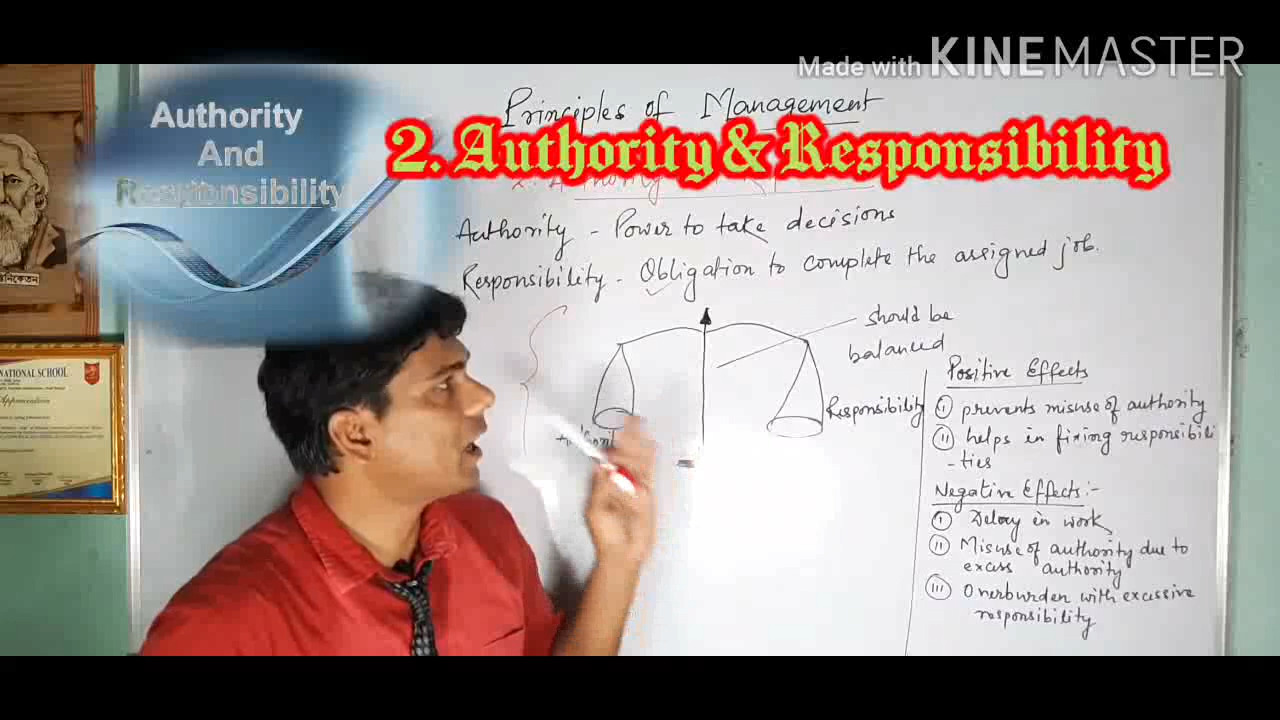 Made with KINEMASTER
Authority
And
Responsibility
Principles of Management
2. Authority & Responsibility
Authority - Power to take decisions
Responsibility - Obligation to complete the assigned job.
should be
balanced
Responsibility
Positive Effects
(i) prevents misuse of authority
(ii) helps in fixing responsibili
-ties
Negative Effects:-
(i) Delay in work
(ii) Misuse of authority due to
excess authority
(iii) Overburden with excessive
responsibility
NATIONAL SCHOOL
Appreciation